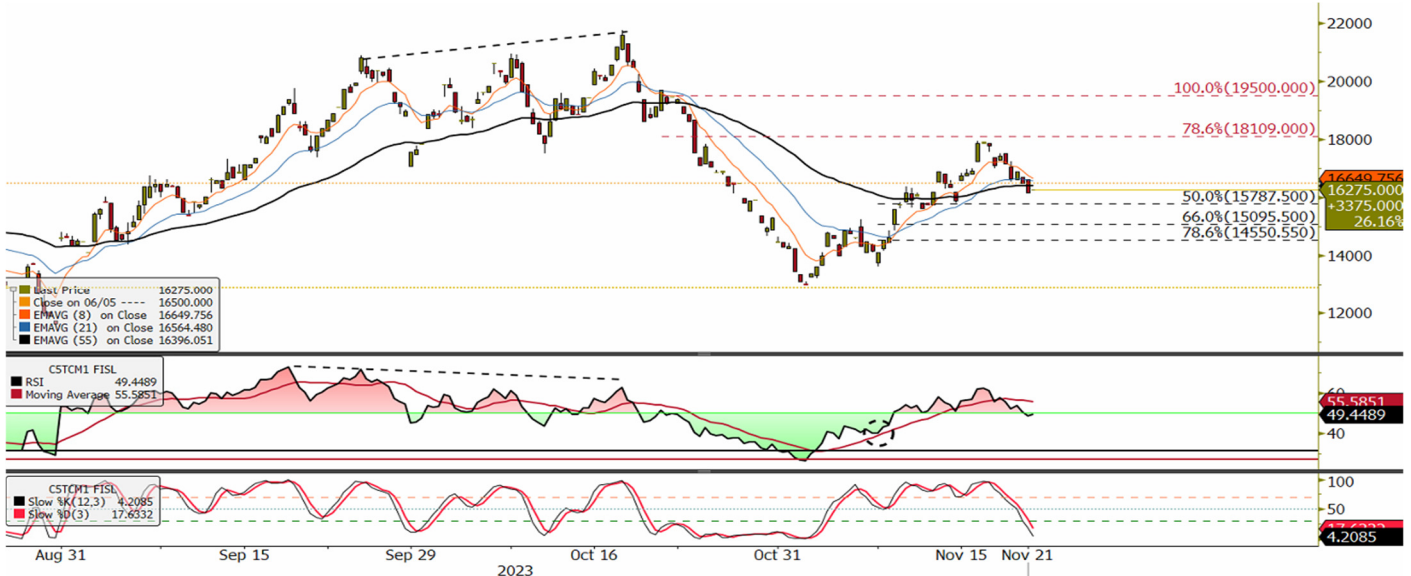 22000
20000
100.0%(19500.000)
78.6%(18109.000)
18000
16649.756
16275.000
+3375.000
26.16%
50.0%(15787.500)
66.0%(15095.500)
78.6%(14550.550)
14000
12000
Last Price 16275.000
Close on 06/05 ---- 16500.000
EMAVG (8) on Close 16649.756
EMAVG (21) on Close 16564.480
EMAVG (55) on Close 16396.051
CSTCM1 FISL
RSI 49.4489
Moving Average 55.5851
60
55.5851
49.4489
40
CSTCM1 FISL
Slow %K(12,3) 4.2085
Slow %D(3) 17.6332
100
50
17.6332
4.2085
Aug 31 Sep 15 Sep 29 Oct 16 Oct 31 Nov 15 Nov 21
2023